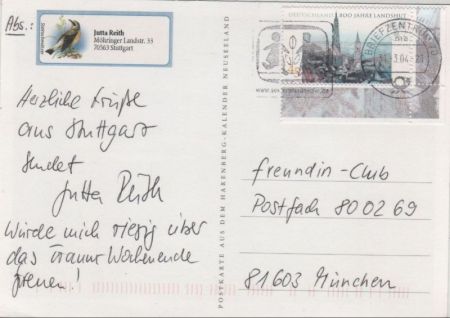 Abs.:
Jutta Reith
Möhringer Landstr. 33
70563 Stuttgart
DEUTSCHLAND 800 JAHRE LANDSHUT
BRIEFZENTRUM
Herzliche Grüße
aus Stuttgart
sendet
Jutta Reith
Würde mich riesig über
das Traum Wochenende
freuen!
POSTKARTE AUS DEM HARENBERG-KALENDER NEUSEELAND
freundin-Club
Postfach 80 02 69
81603 München